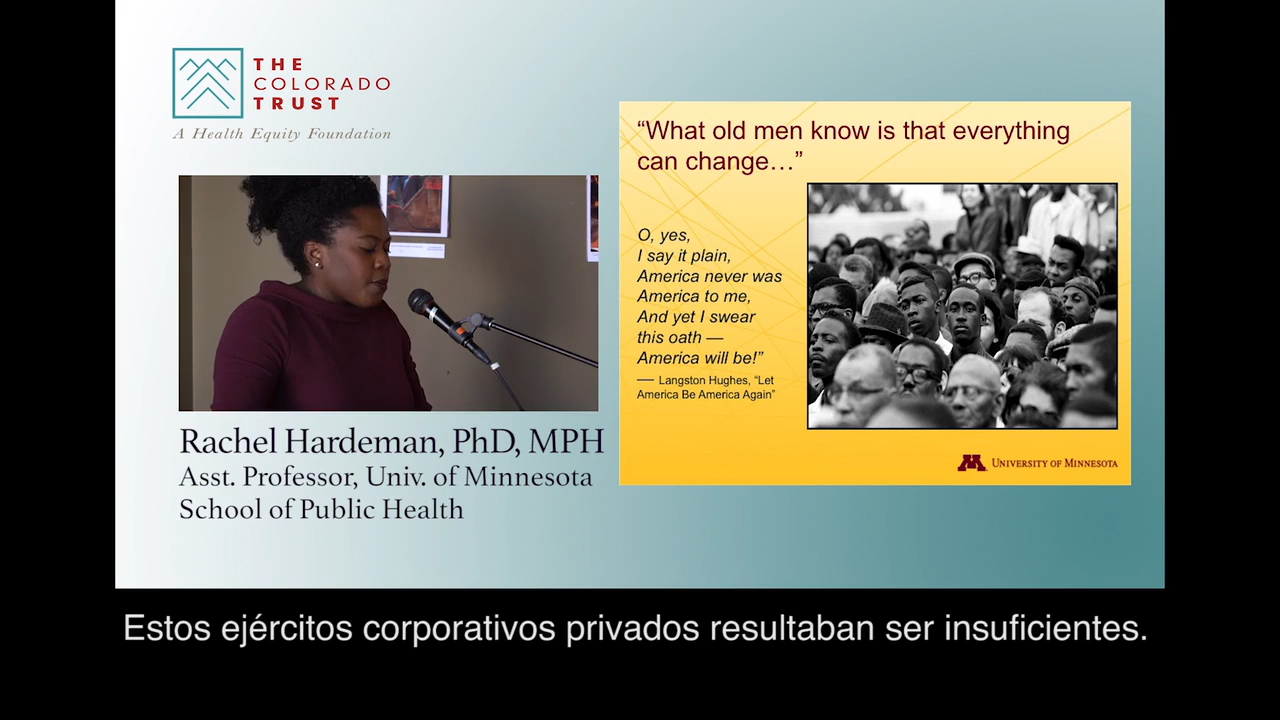 THE
COLORADO
TRUST
A Health Equity Foundation
Rachel Hardeman, PhD, MPH
Asst. Professor, Univ. of Minnesota
School of Public Health
“What old men know is that everything
can change…”
O, yes,
I say it plain,
America never was
America to me,
And yet I swear
this oath —
America will be!”
— Langston Hughes, “Let
America Be America Again”
UNIVERSITY OF MINNESOTA
Estos ejércitos corporativos privados resultaban ser insuficientes.